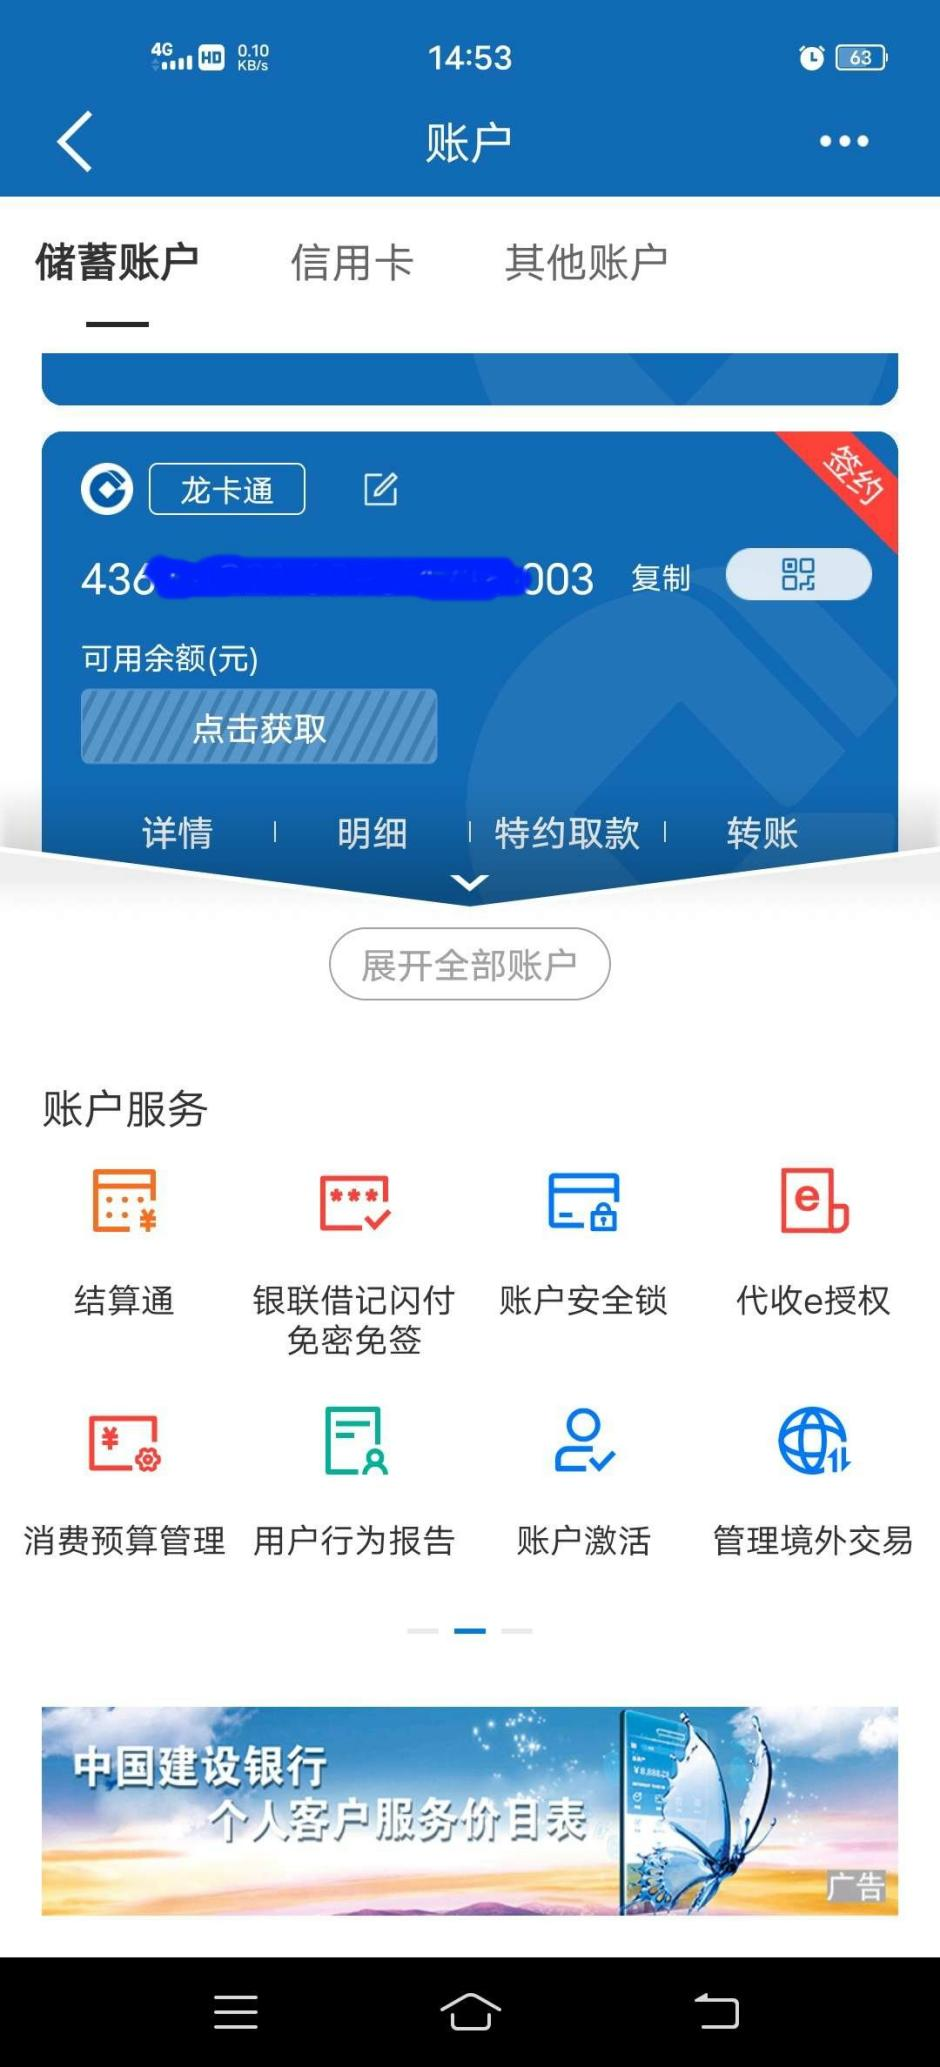 4G HD 0.10 KB/s 14:53 63
账户
储蓄账户 信用卡 其他账户
签约
龙卡通
436 003 复制
可用余额(元)
点击获取
详情 明细 特约取款 转账
展开全部账户
账户服务
结算通 银联借记闪付 账户安全锁 代收e授权
免密免签
消费预算管理 用户行为报告 账户激活 管理境外交易
中国建设银行
个人客户服务价目表
广告